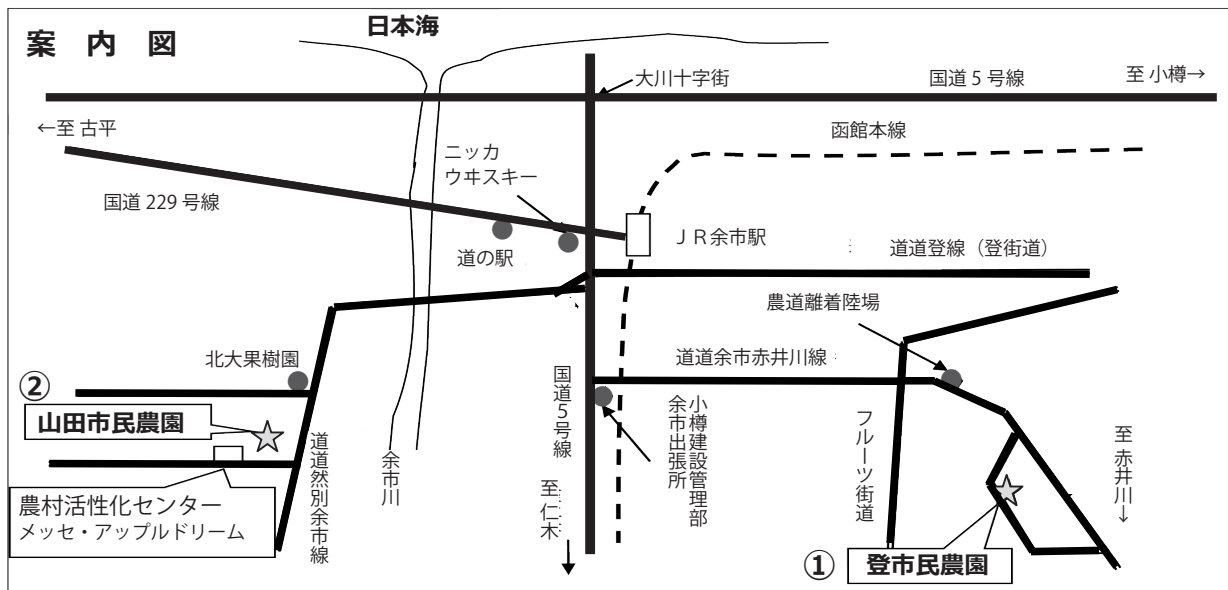 案 内 図
日本海
大川十字街
国道5号線
至 小樽→
←至 古平
函館本線
ニッカ
ウヰスキー
国道 229 号線
道の駅
ＪＲ余市駅
道道登線（登街道）
農道離着陸場
北大果樹園
道道余市赤井川線
②
山田市民農園
国道5号線
至 仁木
小樽建設管理部
余市出張所
フルーツ街道
至 赤井川→
道道然別余市線
余市川
農村活性化センター
メッセ・アップルドリーム
①
登市民農園